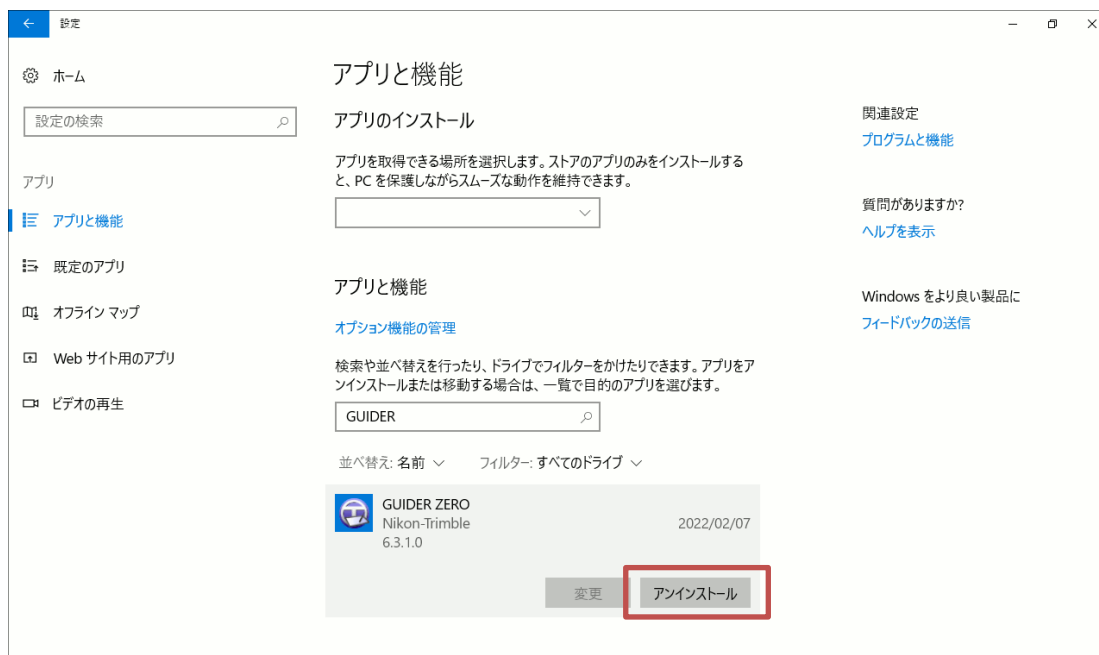 設定
ホーム
設定の検索
アプリ
アプリと機能
既定のアプリ
オフライン マップ
Web サイト用のアプリ
ビデオの再生
アプリと機能
アプリのインストール
アプリを取得できる場所を選択します。ストアのアプリのみをインストールする
と、PC を保護しながらスムーズな動作を維持できます。
アプリと機能
オプション機能の管理
検索や並べ替えを行ったり、ドライブでフィルターをかけたりできます。アプリをア
ンインストールまたは移動する場合は、一覧で目的のアプリを選びます。
GUIDER
並べ替え: 名前 フィルター: すべてのドライブ
GUIDER ZERO
Nikon-Trimble 2022/02/07
6.3.1.0
変更 アンインストール
関連設定
プログラムと機能
質問がありますか?
ヘルプを表示
Windows をより良い製品に
フィードバックの送信